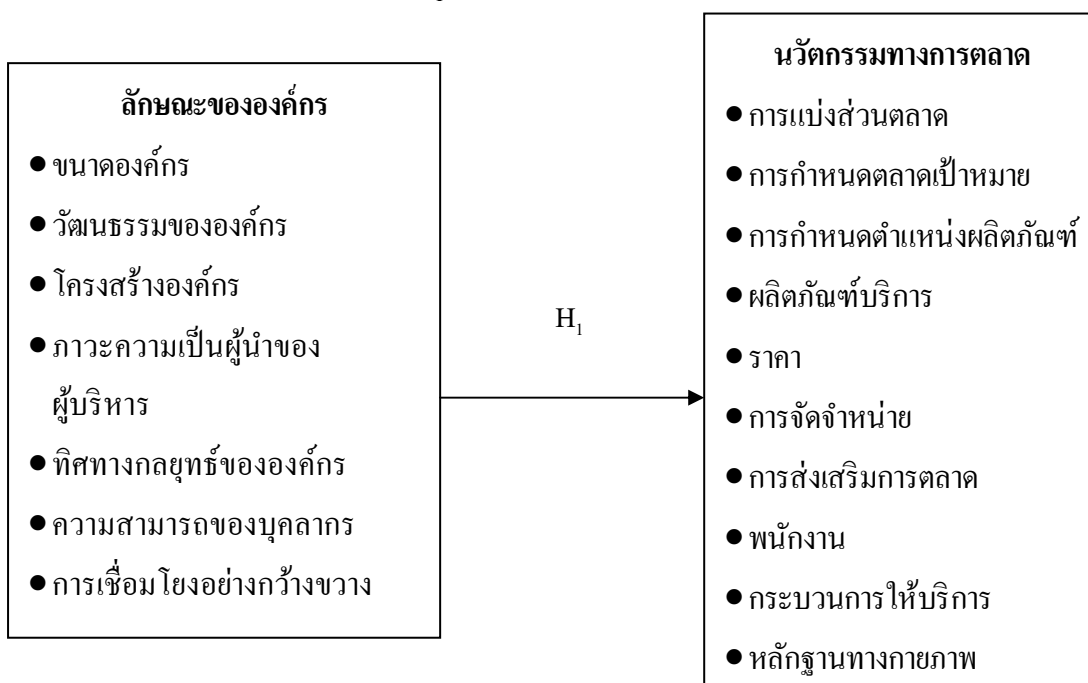 ลักษณะขององค์กร
● ขนาดองค์กร
● วัฒนธรรมขององค์กร
● โครงสร้างองค์กร
● ภาวะความเป็นผู้นำของ
ผู้บริหาร
● ทิศทางกลยุทธ์ขององค์กร
● ความสามารถของบุคลากร
● การเชื่อมโยงอย่างกว้างขวาง
H₁
นวัตกรรมทางการตลาด
● การแบ่งส่วนตลาด
● การกำหนดตลาดเป้าหมาย
● การกำหนดตำแหน่งผลิตภัณฑ์
● ผลิตภัณฑ์บริการ
● ราคา
● การจัดจำหน่าย
● การส่งเสริมการตลาด
● พนักงาน
● กระบวนการให้บริการ
● หลักฐานทางกายภาพ